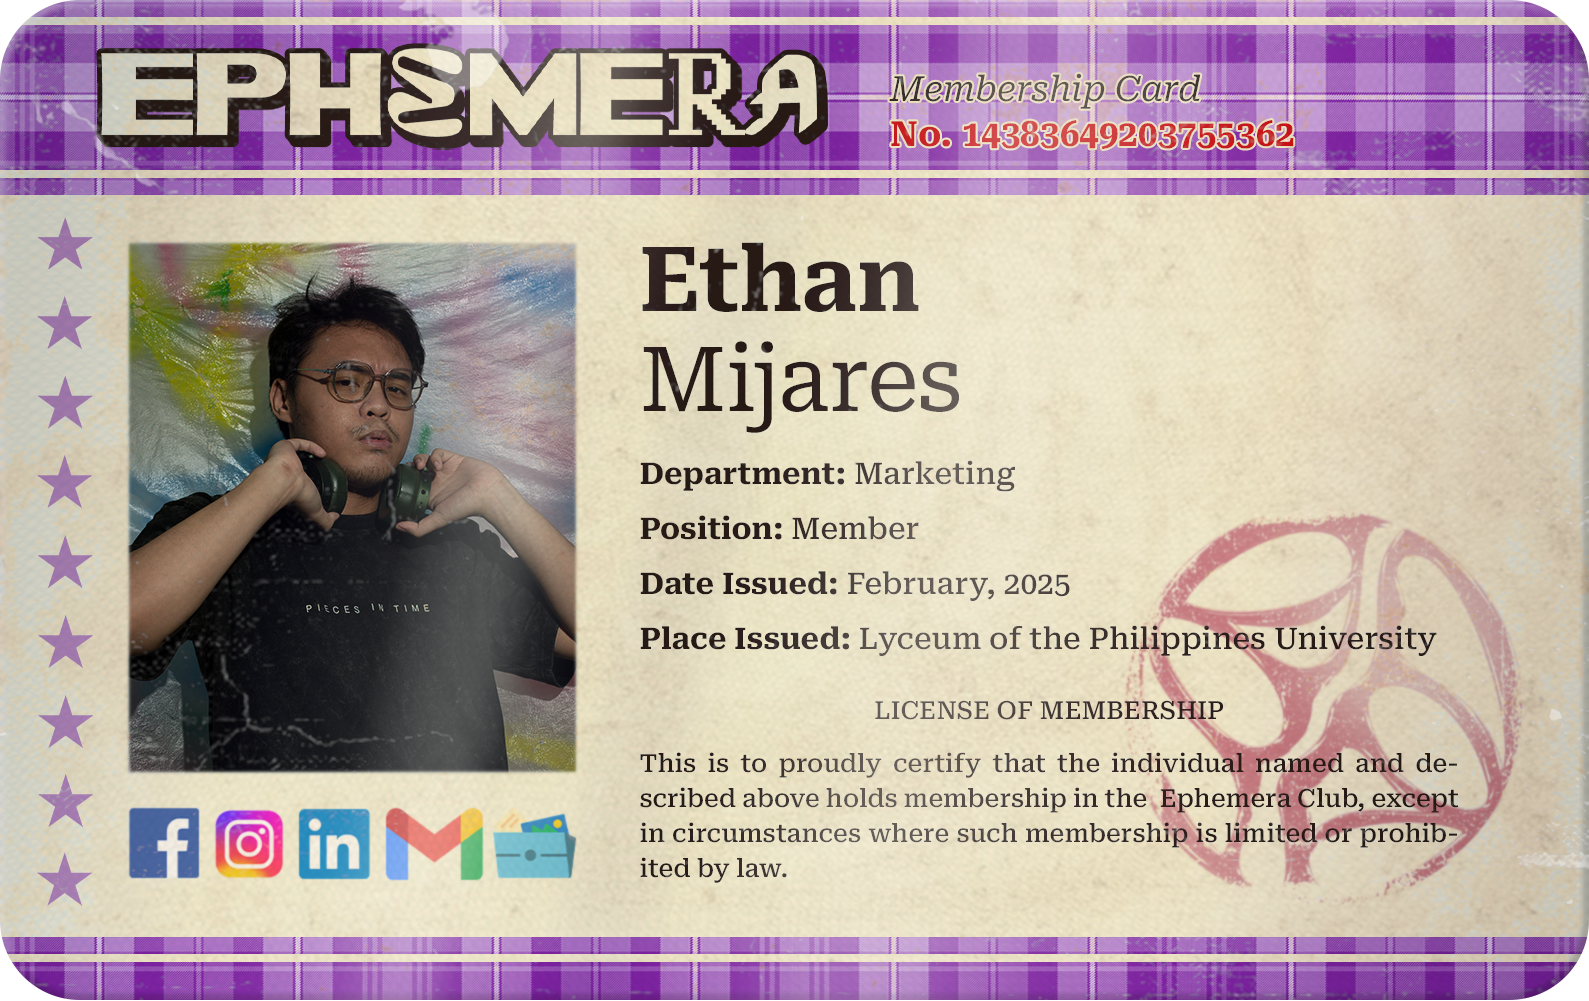 EPHEMERA
Membership Card
No. 14383649203755362
Ethan
Mijares
Department: Marketing
Position: Member
Date Issued: February, 2025
Place Issued: Lyceum of the Philippines University
PIECES IN TIME
LICENSE OF MEMBERSHIP
This is to proudly certify that the individual named and de-
scribed above holds membership in the Ephemera Club, except
in circumstances where such membership is limited or prohib-
ited by law.
f
in
M